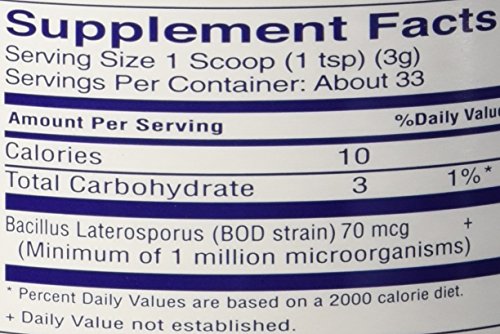 Supplement Facts
Serving Size 1 Scoop (1 tsp) (3g)
Servings Per Container: About 33
Amount Per Serving %Daily Value
Calories 10
Total Carbohydrate 3 1%*
Bacillus Laterosporus (BOD strain) 70 mcg +
(Minimum of 1 million microorganisms)
* Percent Daily Values are based on a 2000 calorie diet.
+ Daily Value not established.